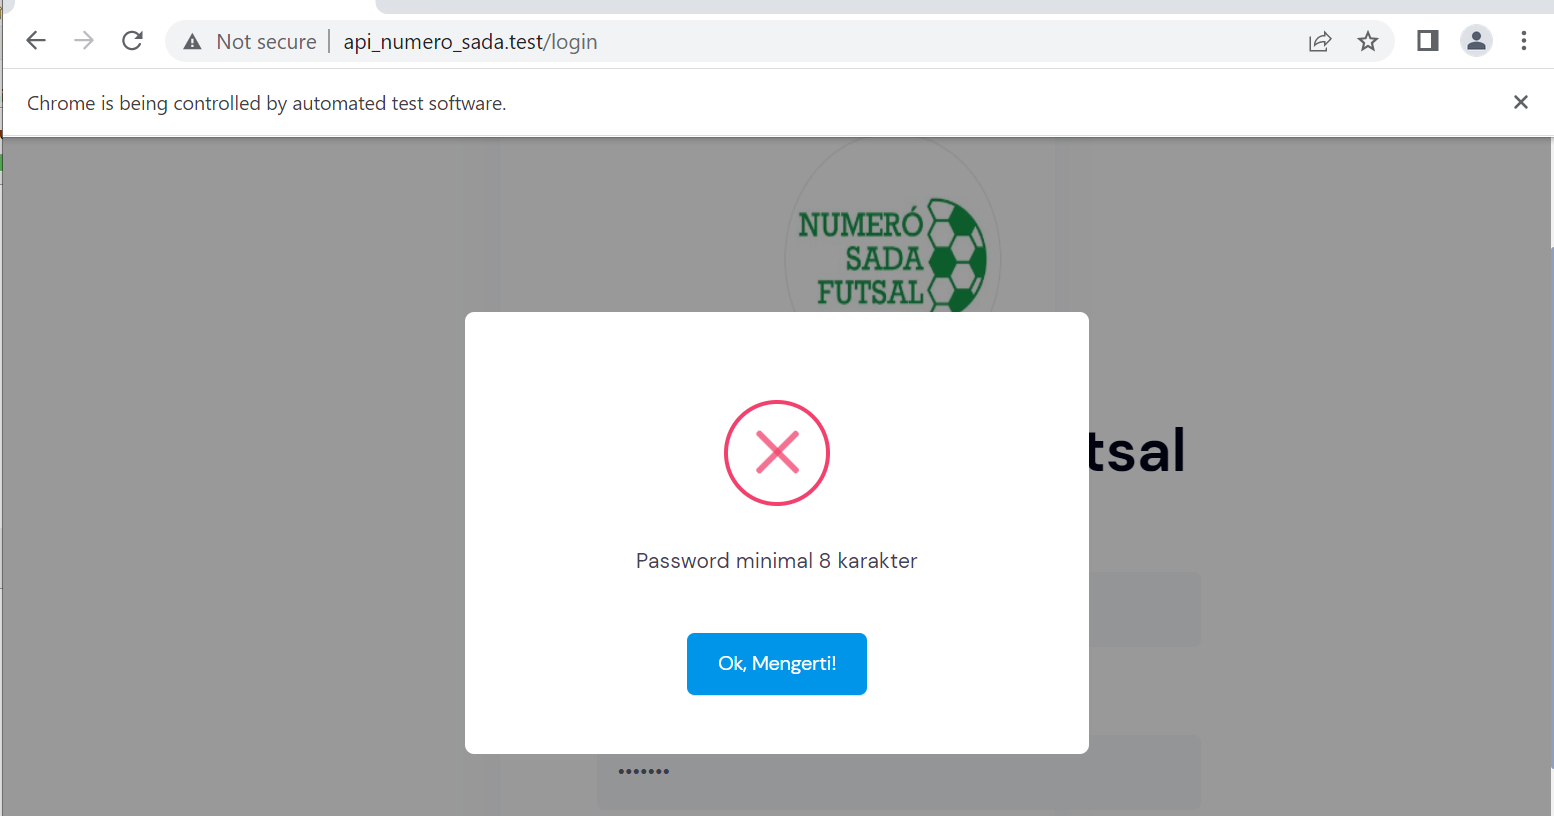 Not secure | api_numero_sada.test/login
Chrome is being controlled by automated test software.
NUMERÓ
SADA
FUTSAL
tsal
Password minimal 8 karakter
Ok, Mengerti!